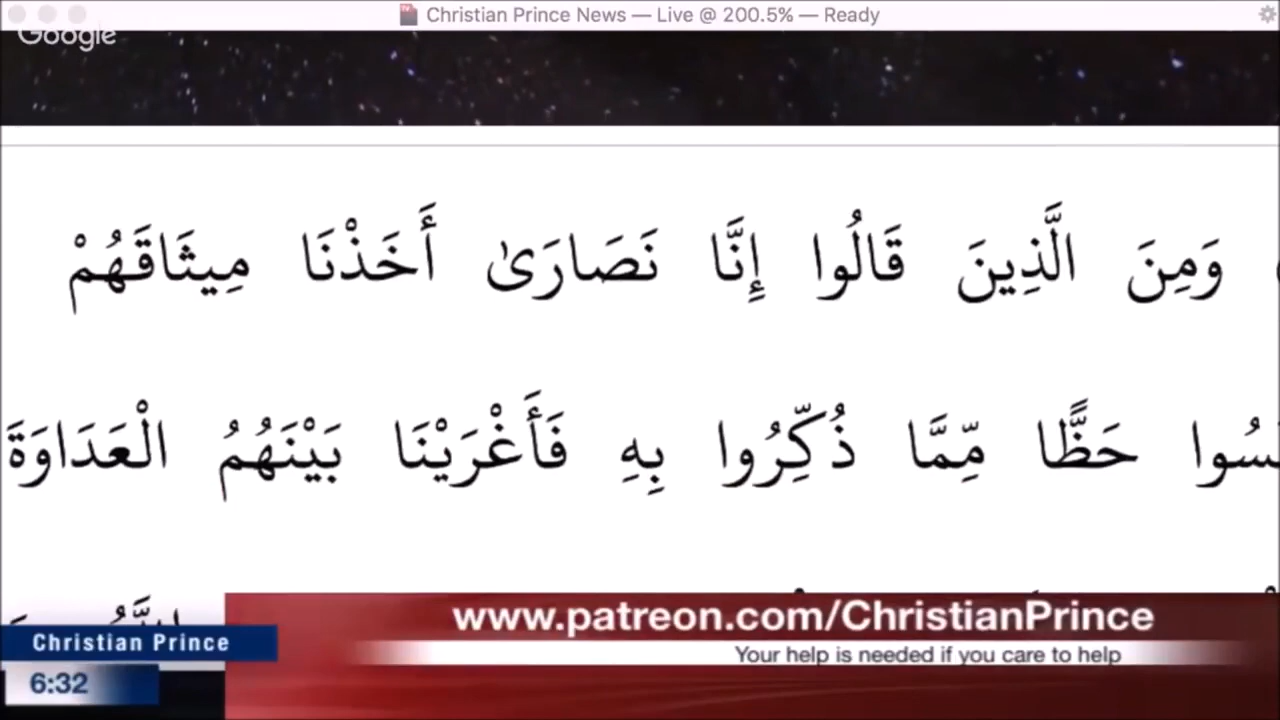 Christian Prince News — Live @ 200.5% — Ready
Google
وَمِنَ الَّذِينَ قَالُوا إِنَّا نَصَارَىٰ أَخَذْنَا مِيثَاقَهُمْ
حَظًّا مِّمَّا ذُكِّرُوا بِهِ فَأَغْرَيْنَا بَيْنَهُمُ الْعَدَاوَةَ
www.patreon.com/ChristianPrince
Christian Prince
Your help is needed if you care to help
6:32